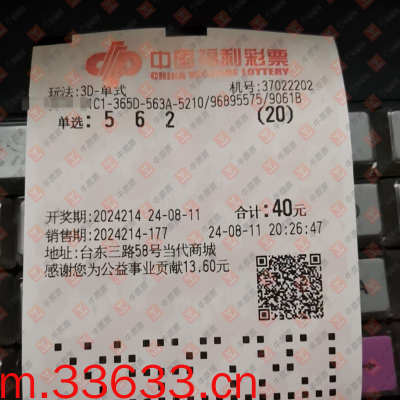 中国福利彩票
CHINA WELFARE LOTTERY
玩法:3D-单式 机号:37022202
1C1-365D-563A-5210/96895575/9061B
单选: 5 6 2 (20)
开奖期:2024214 24-08-11 合计:40元
销售期:2024214-177 24-08-11 20:26:47
地址:台东三路58号当代商城
感谢您为公益事业贡献13.60元
m.33633.cn